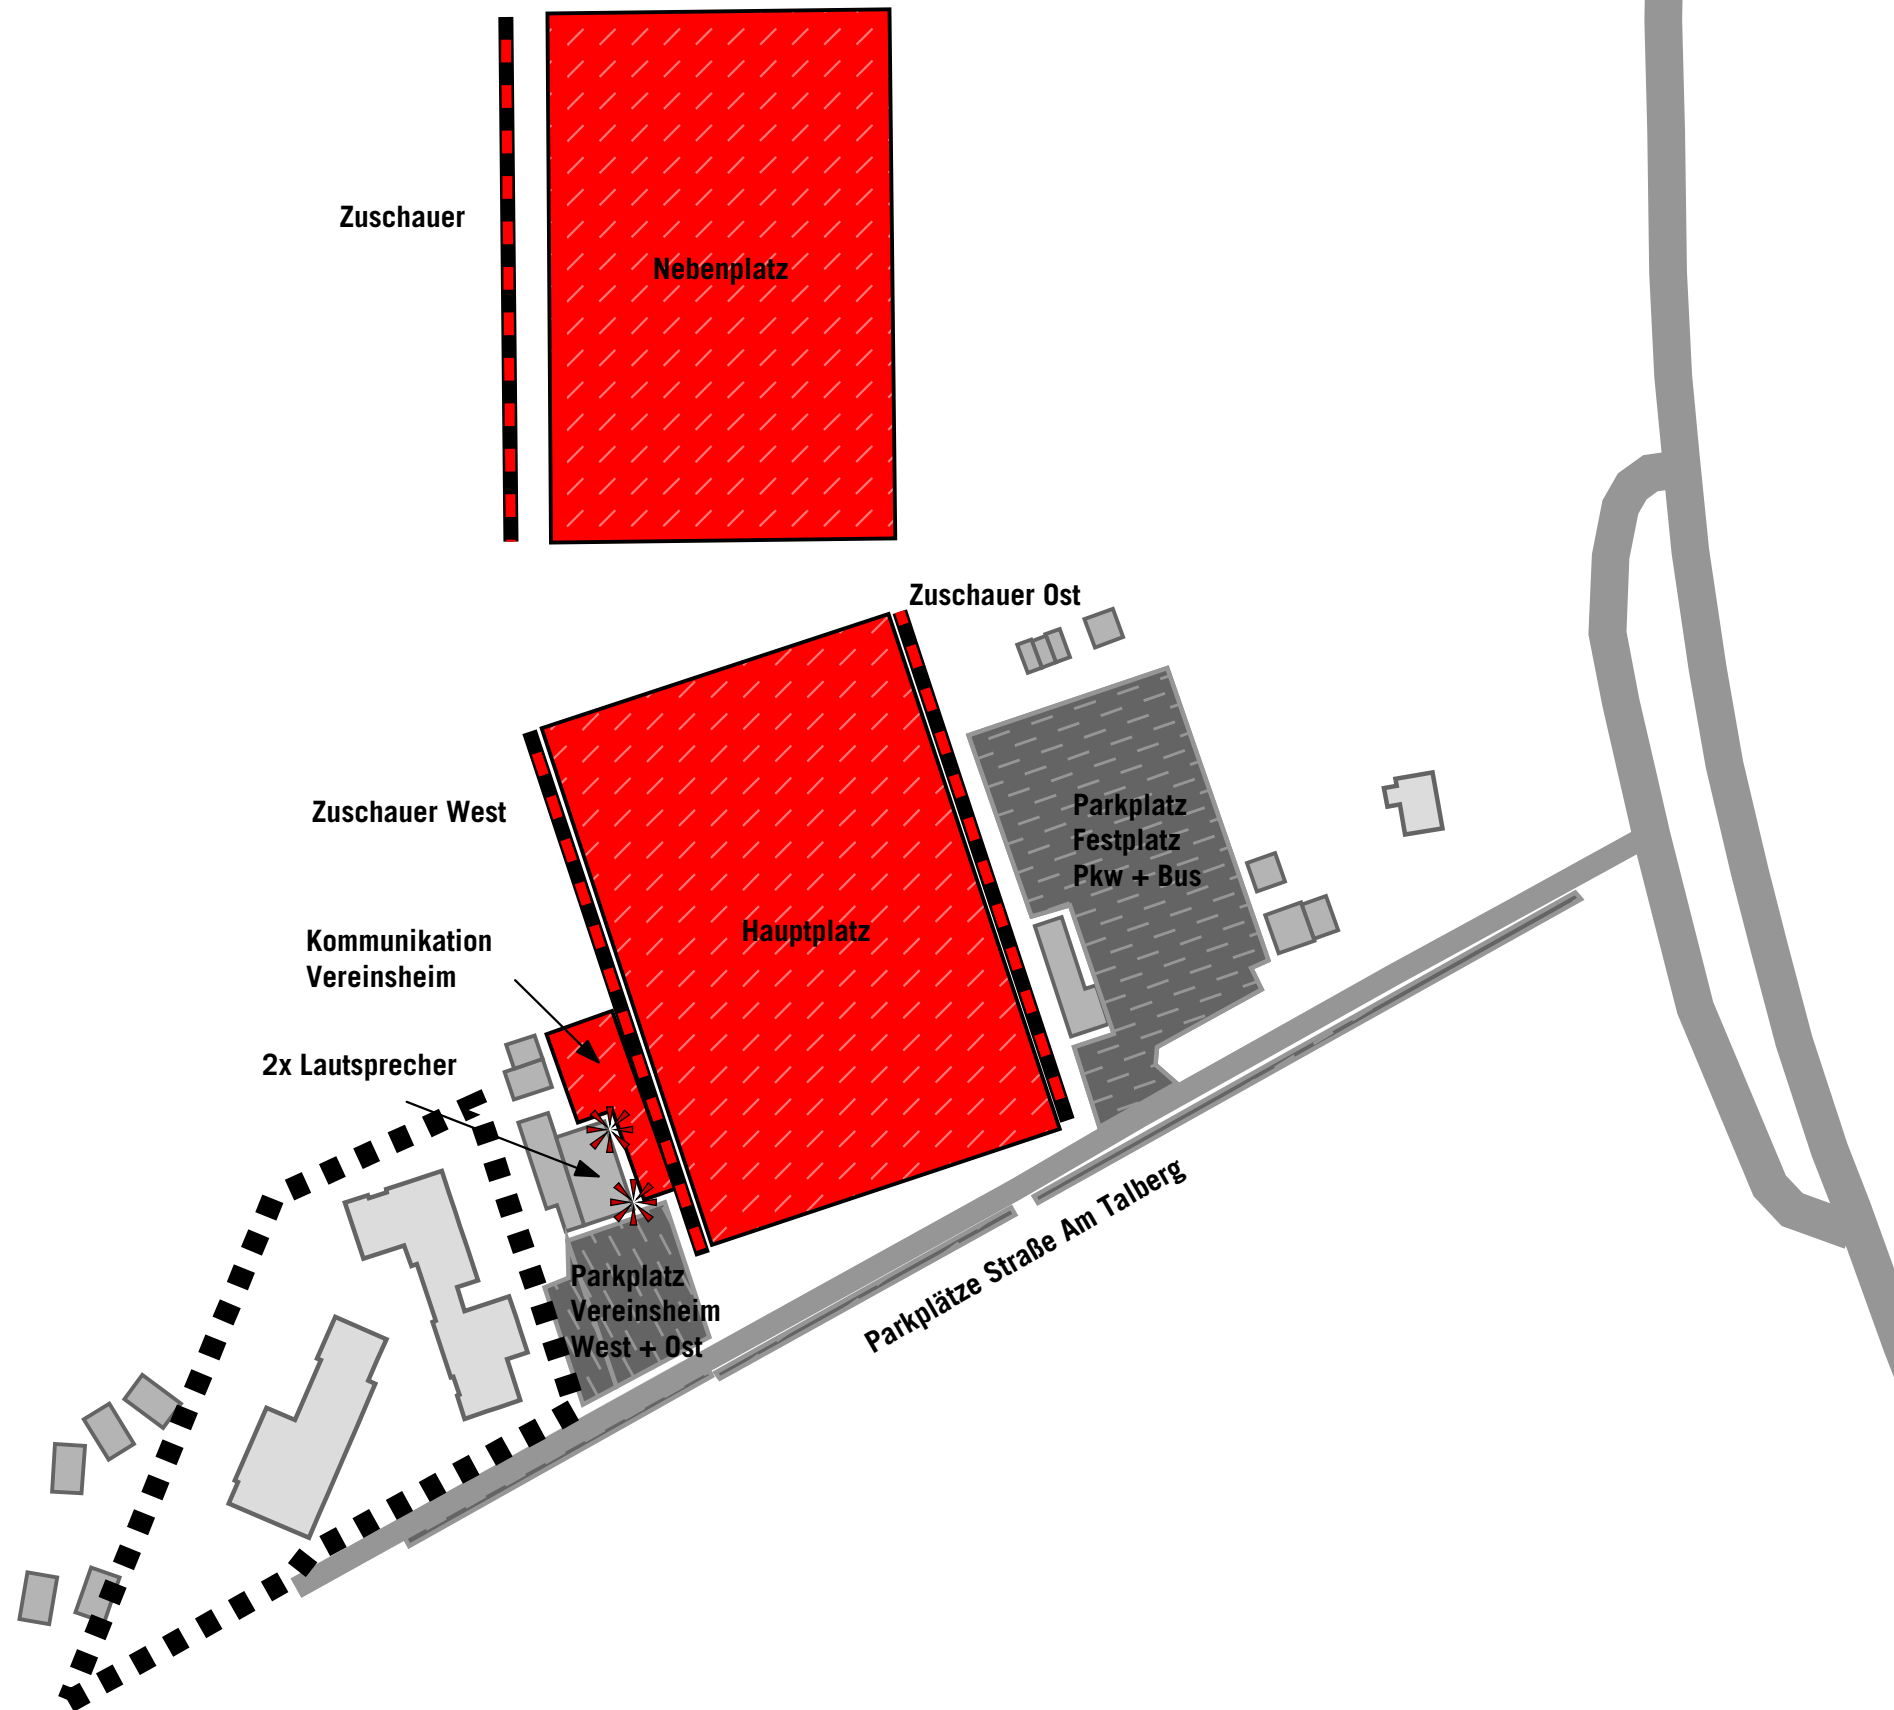 Zuschauer
Nebenplatz
Zuschauer Ost
Zuschauer West
Parkplatz
Festplatz
Pkw + Bus
Hauptplatz
Kommunikation
Vereinsheim
2x Lautsprecher
Parkplätze Straße Am Talberg
Parkplatz
Vereinsheim
West + Ost